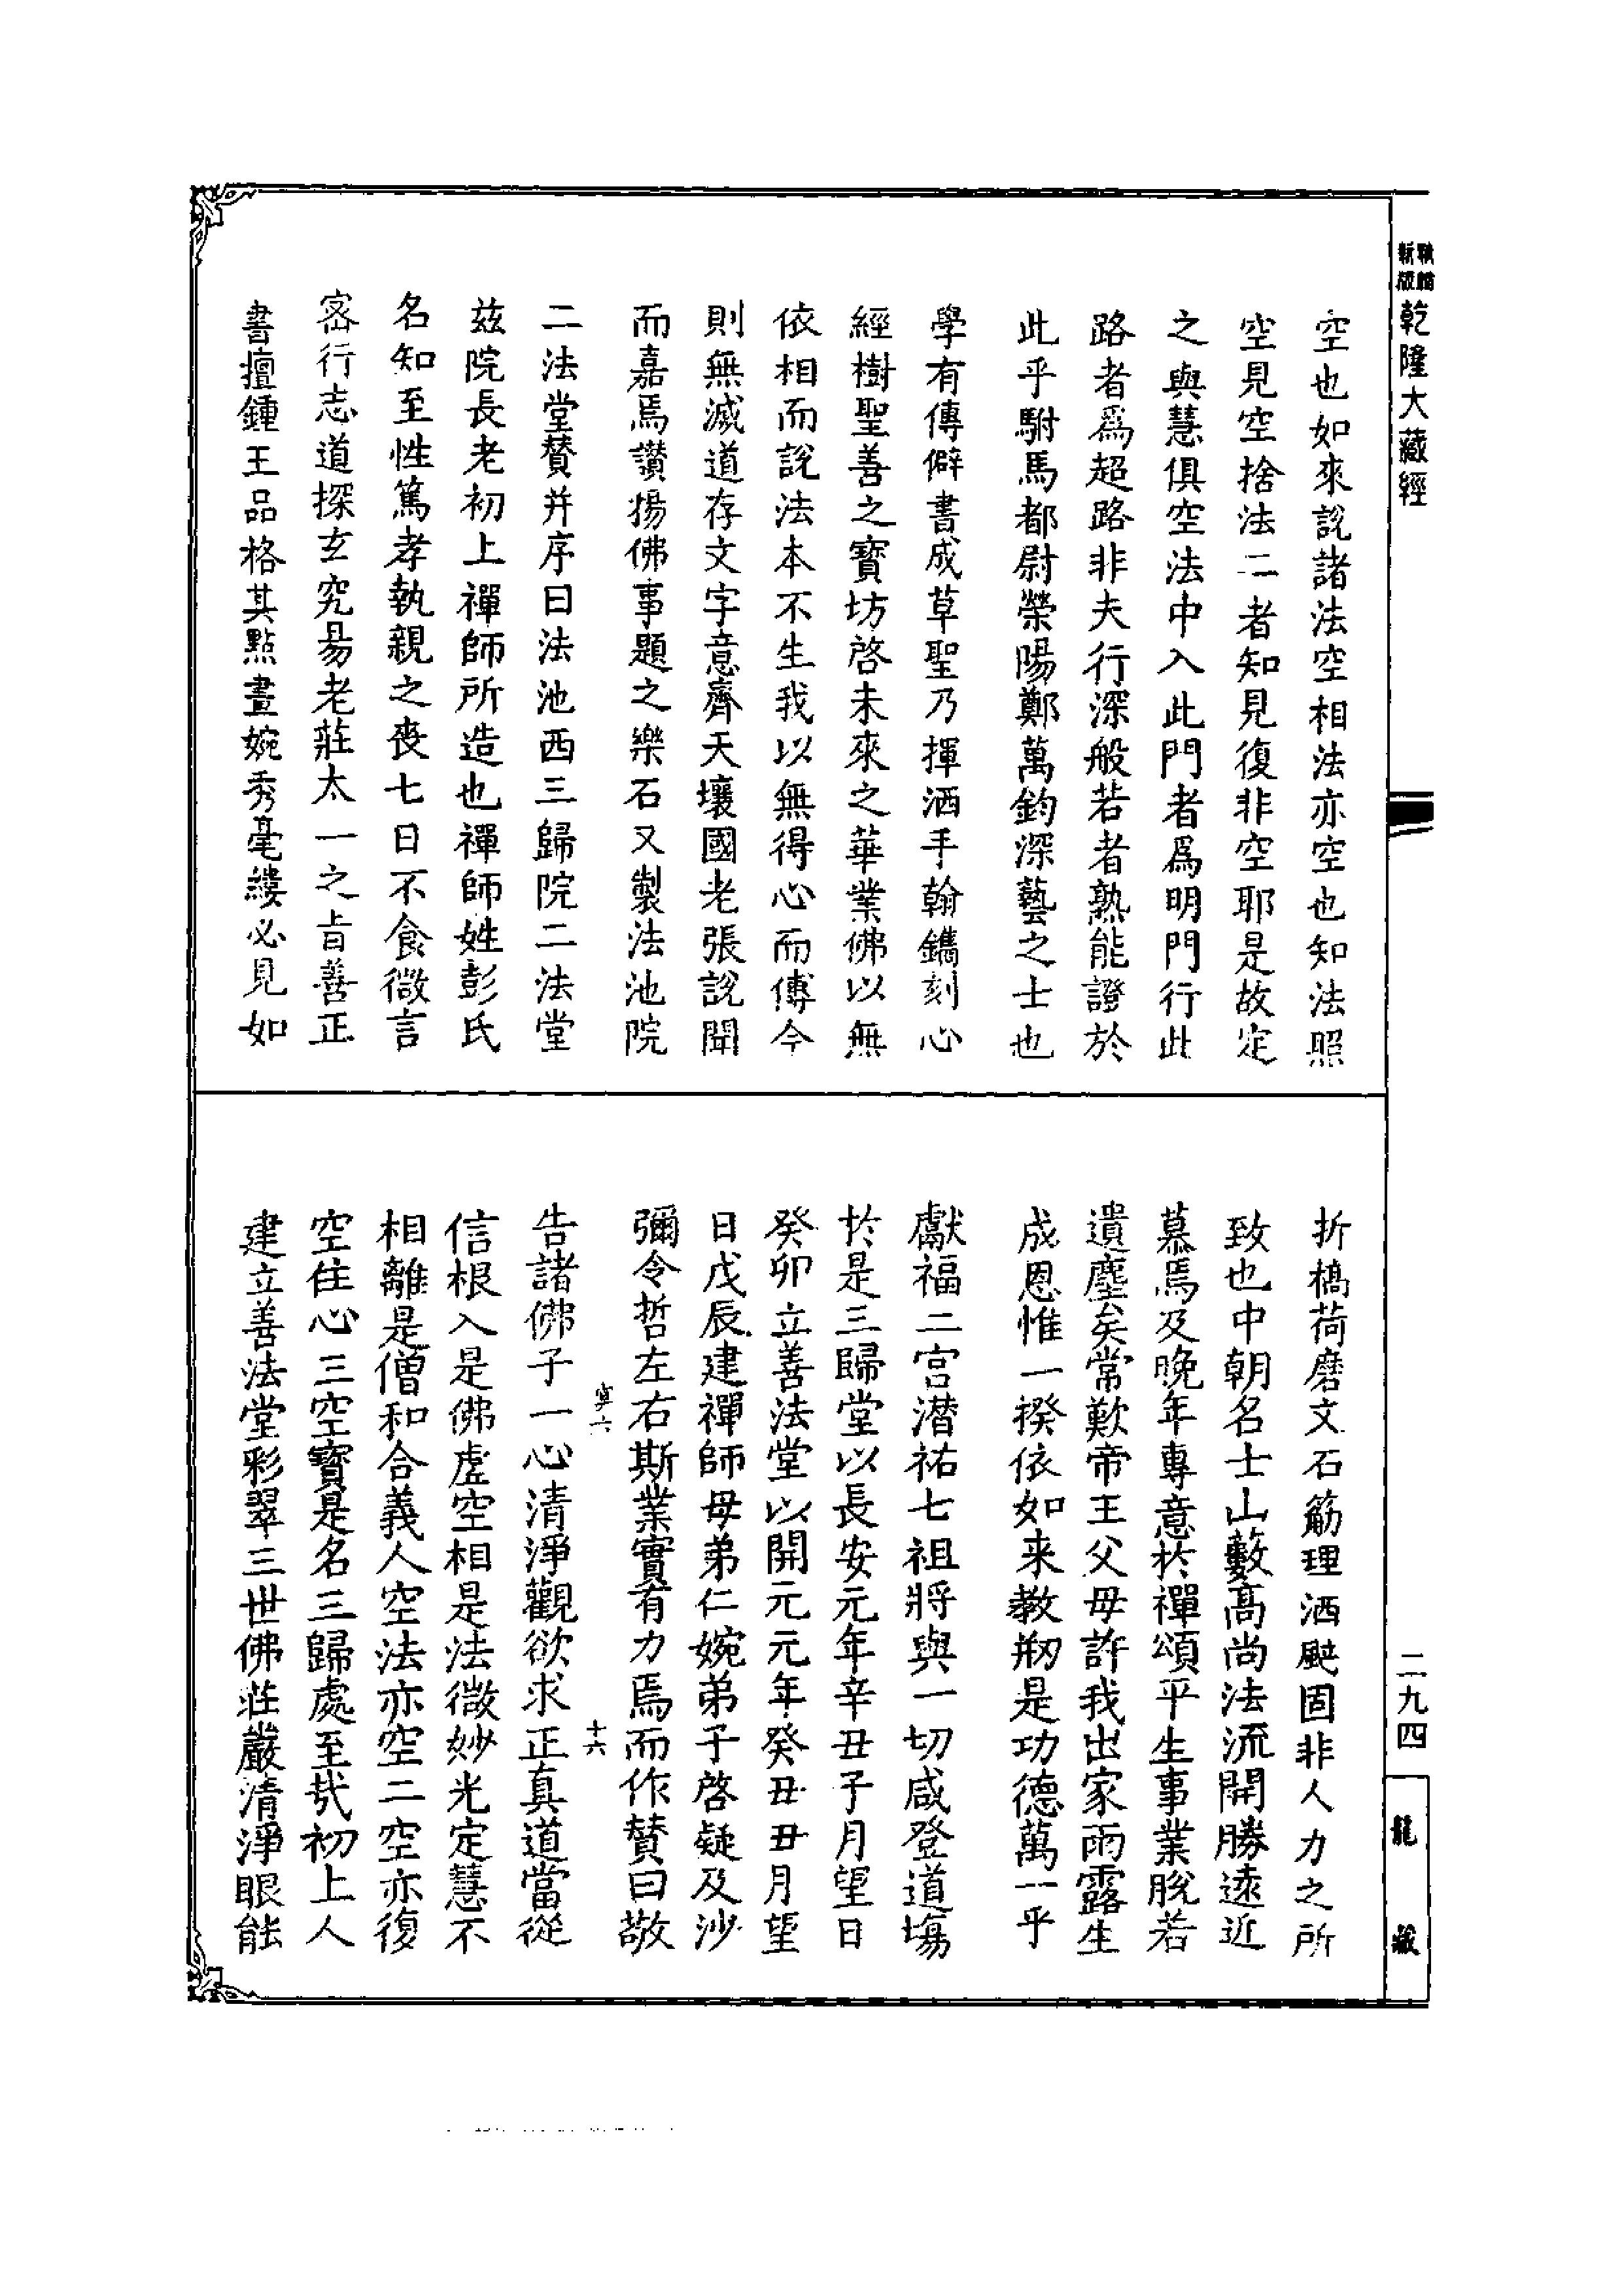 乾隆大藏經
空也如來說諸法空相法亦空也知法照
空見空捨法二者知見復非空耶是故定
之與慧俱空法中入此門者爲明門行此
路者爲超路非夫行深般若者熟能證於
此乎駙馬都尉滎陽鄭萬鈞深藝之士也
學有傳僻書成草聖乃揮洒手翰鐫刻心
經樹聖善之寶坊啓未來之華業佛以無
依相而說法本不生我以無得心而傳今
則無滅道存文字意齊天壤國老張說聞
而嘉焉讚揚佛事題之樂石又製法池院
二法堂賛并序曰法池西三歸院二法堂
玆院長老初上禪師所造也禪師姓彭氏
名知至性篤孝執親之喪七日不食微言
密行志道探玄究易老莊太一之旨善正
書擅鍾王品格其點畫婉秀毫縷必見如
折槁荷磨文石筋理洒颯固非人力之所
致也中朝名士山藪高尚法流開勝遠近
慕焉及晚年專意於禪頌平生事業脫若
遺塵矣常歎帝王父母許我出家雨露生
成恩惟一揆依如来教剏是功德萬一乎
獻福二宮潜祐七祖將與一切咸登道塲
於是三歸堂以長安元年辛丑子月望日
癸卯立善法堂以開元元年癸丑丑月望
日戊辰建禪師母弟仁婉弟子啓疑及沙
彌令哲左右斯業實有力焉而作賛曰敬
十六
告諸佛子一心清淨觀欲求正真道當從
信根入是佛虛空相是法微妙光定慧不
相離是僧和合義人空法亦空二空亦復
空住心三空寶是名三歸處至哉初上人
建立善法堂彩翠三世佛莊嚴清淨眼能
二九四
龍藏